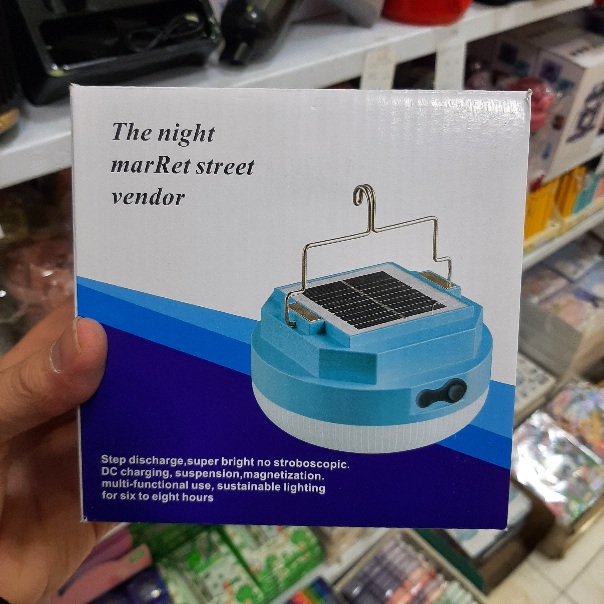 The night
marRet street
vendor
Step discharge,super bright no stroboscopic.
DC charging, suspension,magnetization.
multi-functional use, sustainable lighting
for six to eight hours